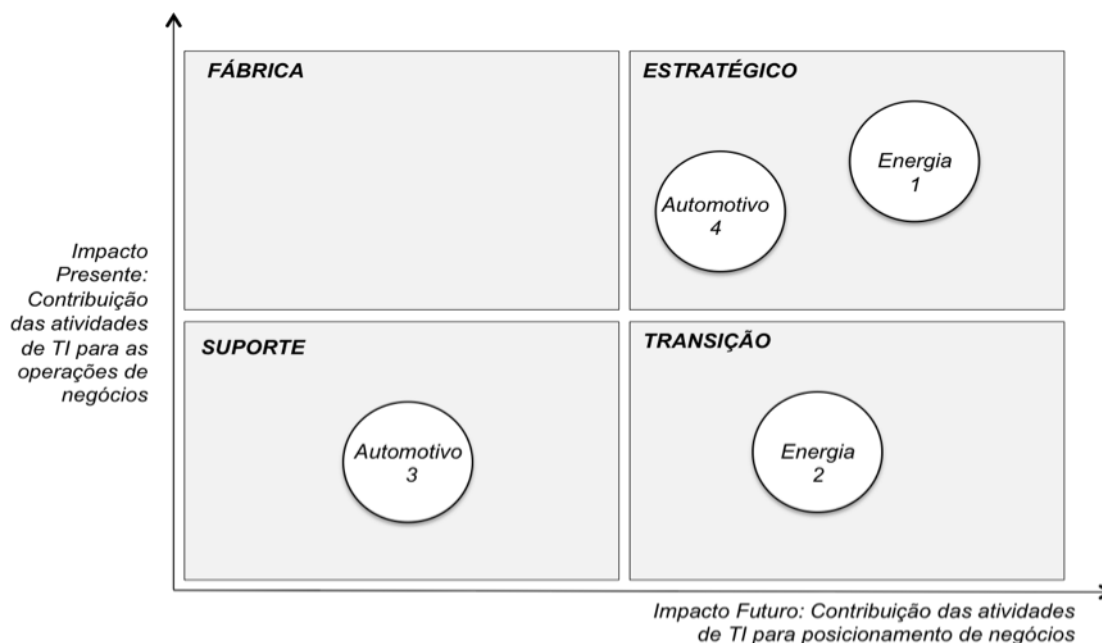 FÁBRICA
ESTRATÉGICO
Energia
1
Automotivo
4
Impacto
Presente:
Contribuição
das atividades
de TI para as
operações de
negócios
SUPORTE
TRANSIÇÃO
Automotivo
3
Energia
2
Impacto Futuro: Contribuição das atividades
de TI para posicionamento de negócios